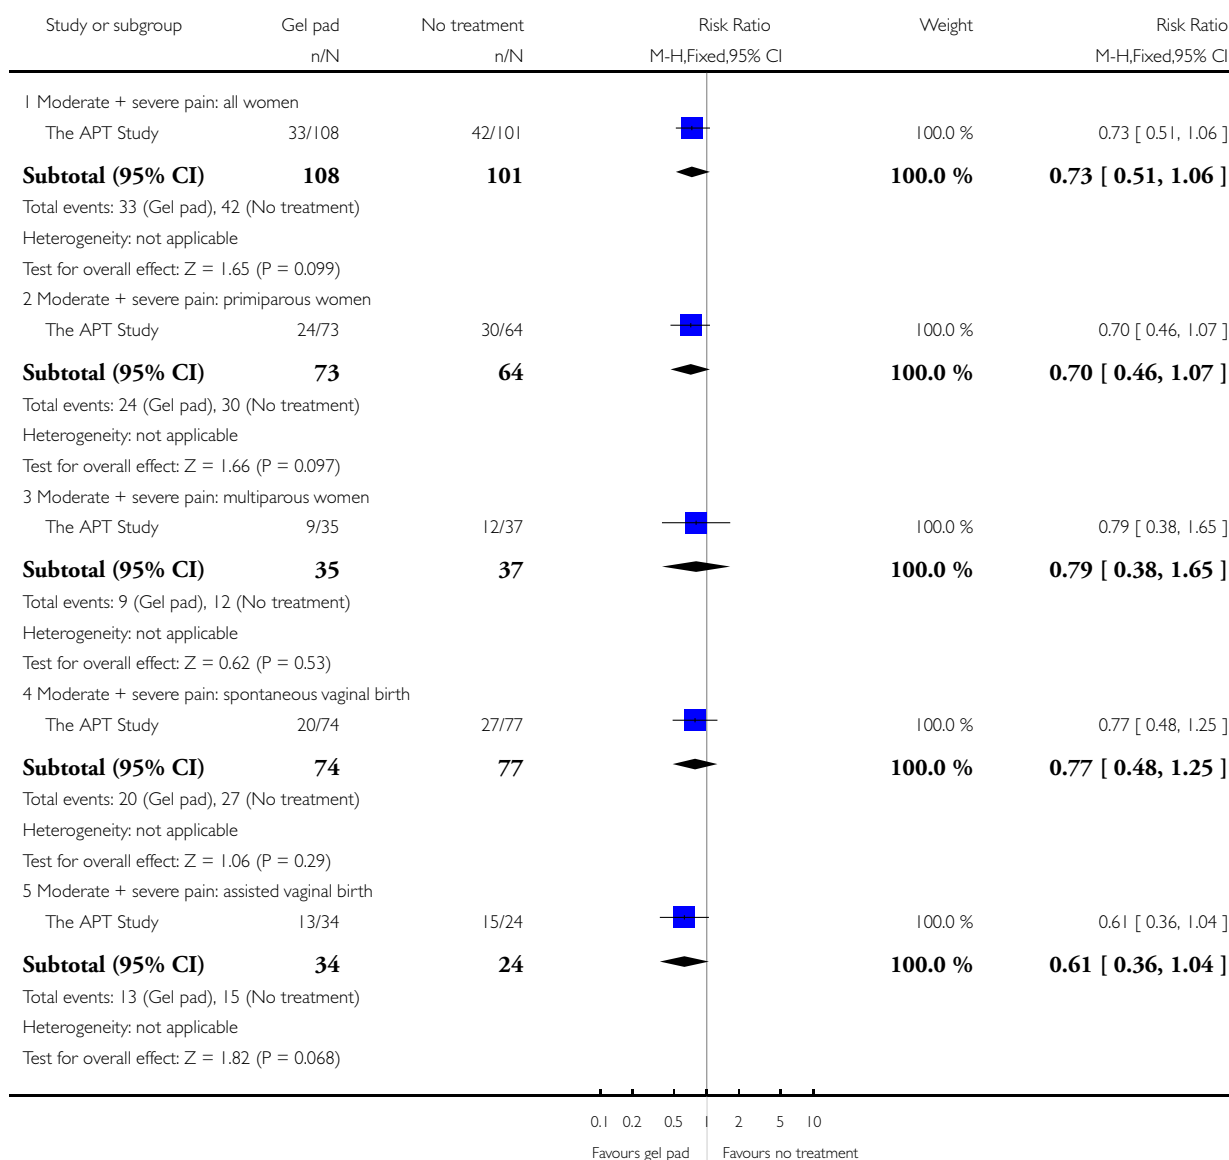 Study or subgroup Gel pad No treatment Risk Ratio Weight Risk Ratio
n/N n/N M-H,Fixed,95% CI M-H,Fixed,95% CI
1 Moderate + severe pain: all women
The APT Study 33/108 42/101 100.0 % 0.73 [ 0.51, 1.06 ]
Subtotal (95% CI) 108 101 100.0 % 0.73 [ 0.51, 1.06 ]
Total events: 33 (Gel pad), 42 (No treatment)
Heterogeneity: not applicable
Test for overall effect: Z = 1.65 (P = 0.099)
2 Moderate + severe pain: primiparous women
The APT Study 24/73 30/64 100.0 % 0.70 [ 0.46, 1.07 ]
Subtotal (95% CI) 73 64 100.0 % 0.70 [ 0.46, 1.07 ]
Total events: 24 (Gel pad), 30 (No treatment)
Heterogeneity: not applicable
Test for overall effect: Z = 1.66 (P = 0.097)
3 Moderate + severe pain: multiparous women
The APT Study 9/35 12/37 100.0 % 0.79 [ 0.38, 1.65 ]
Subtotal (95% CI) 35 37 100.0 % 0.79 [ 0.38, 1.65 ]
Total events: 9 (Gel pad), 12 (No treatment)
Heterogeneity: not applicable
Test for overall effect: Z = 0.62 (P = 0.53)
4 Moderate + severe pain: spontaneous vaginal birth
The APT Study 20/74 27/77 100.0 % 0.77 [ 0.48, 1.25 ]
Subtotal (95% CI) 74 77 100.0 % 0.77 [ 0.48, 1.25 ]
Total events: 20 (Gel pad), 27 (No treatment)
Heterogeneity: not applicable
Test for overall effect: Z = 1.06 (P = 0.29)
5 Moderate + severe pain: assisted vaginal birth
The APT Study 13/34 15/24 100.0 % 0.61 [ 0.36, 1.04 ]
Subtotal (95% CI) 34 24 100.0 % 0.61 [ 0.36, 1.04 ]
Total events: 13 (Gel pad), 15 (No treatment)
Heterogeneity: not applicable
Test for overall effect: Z = 1.82 (P = 0.068)
0.1 0.2 0.5 1 2 5 10
Favours gel pad Favours no treatment